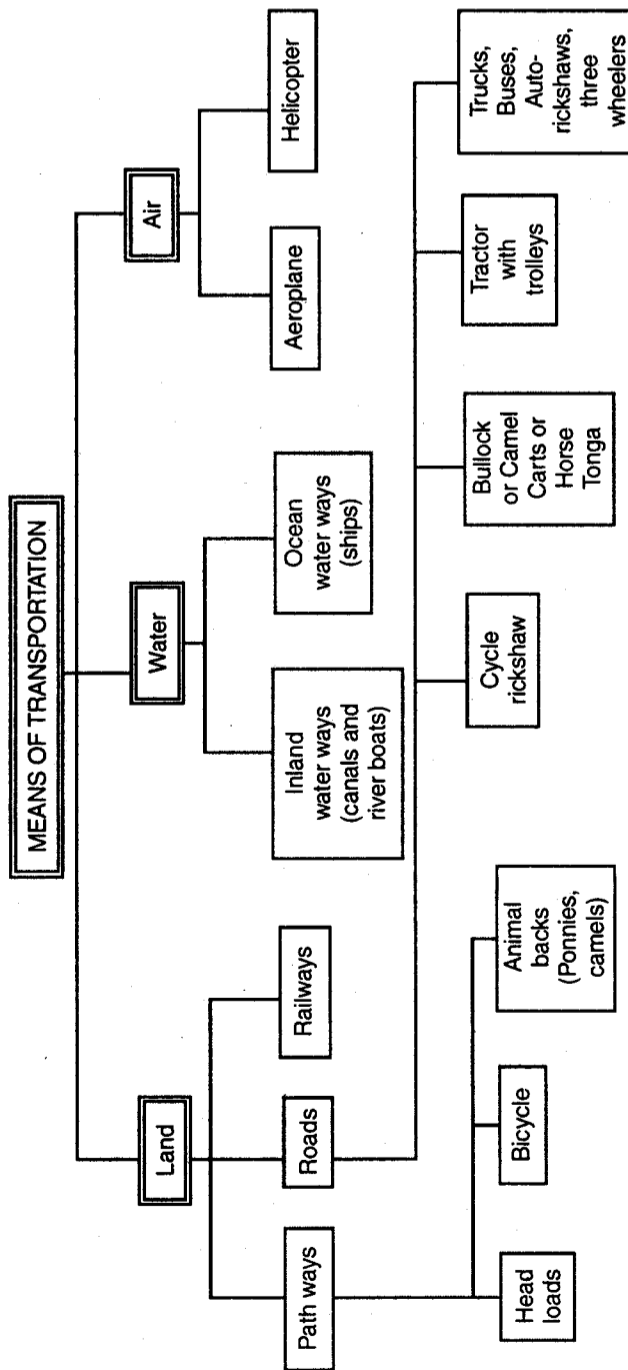 MEANS OF TRANSPORTATION
Land
Water
Air
Path ways
Roads
Railways
Inland
water ways
(canals and
river boats)
Ocean
water ways
(ships)
Aeroplane
Helicopter
Head
loads
Bicycle
Animal
backs
(Ponnies,
camels)
Cycle
rickshaw
Bullock
or Camel
Carts or
Horse
Tonga
Tractor
with
trolleys
Trucks,
Buses,
Auto-
rickshaws,
three
wheelers